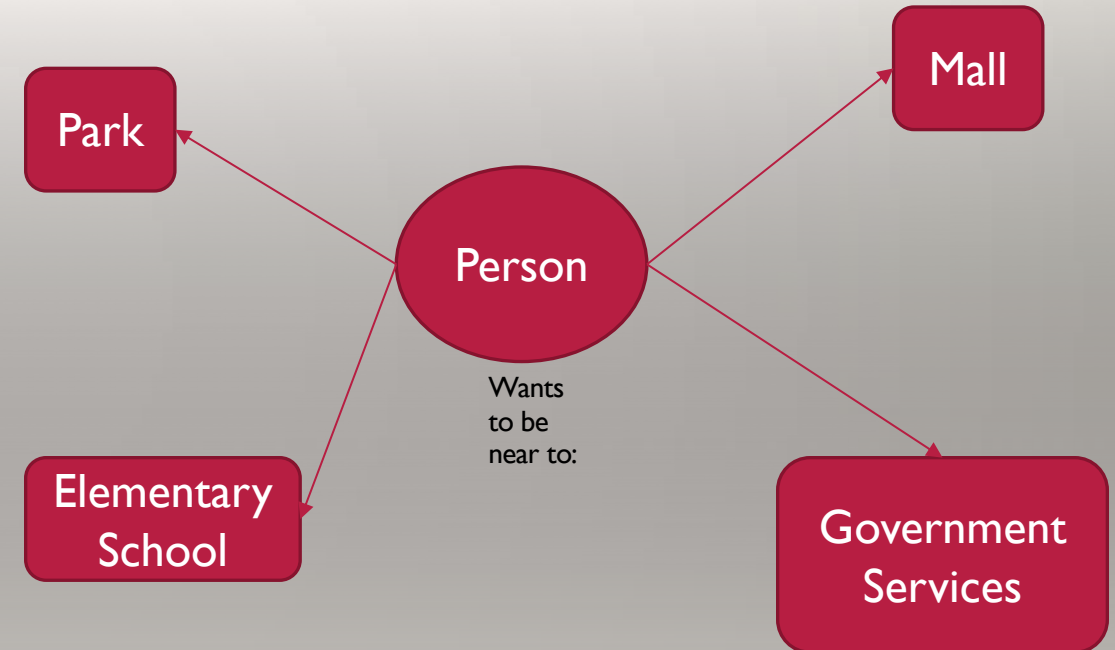 Mall
Park
Person
Wants
to be
near to:
Elementary
School
Government
Services